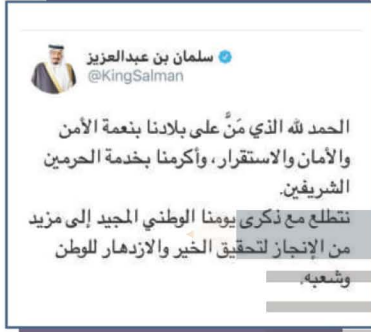 سلمان بن عبدالعزيز
@KingSalman
الحمد لله الذي مَنَّ على بلادنا بنعمة الأمن
والأمان والاستقرار، وأكرمنا بخدمة الحرمين
الشريفين.
نتطلع مع ذكرى يومنا الوطني المجيد إلى مزيد
من الإنجاز لتحقيق الخير والازدهار للوطن
وشعبه.